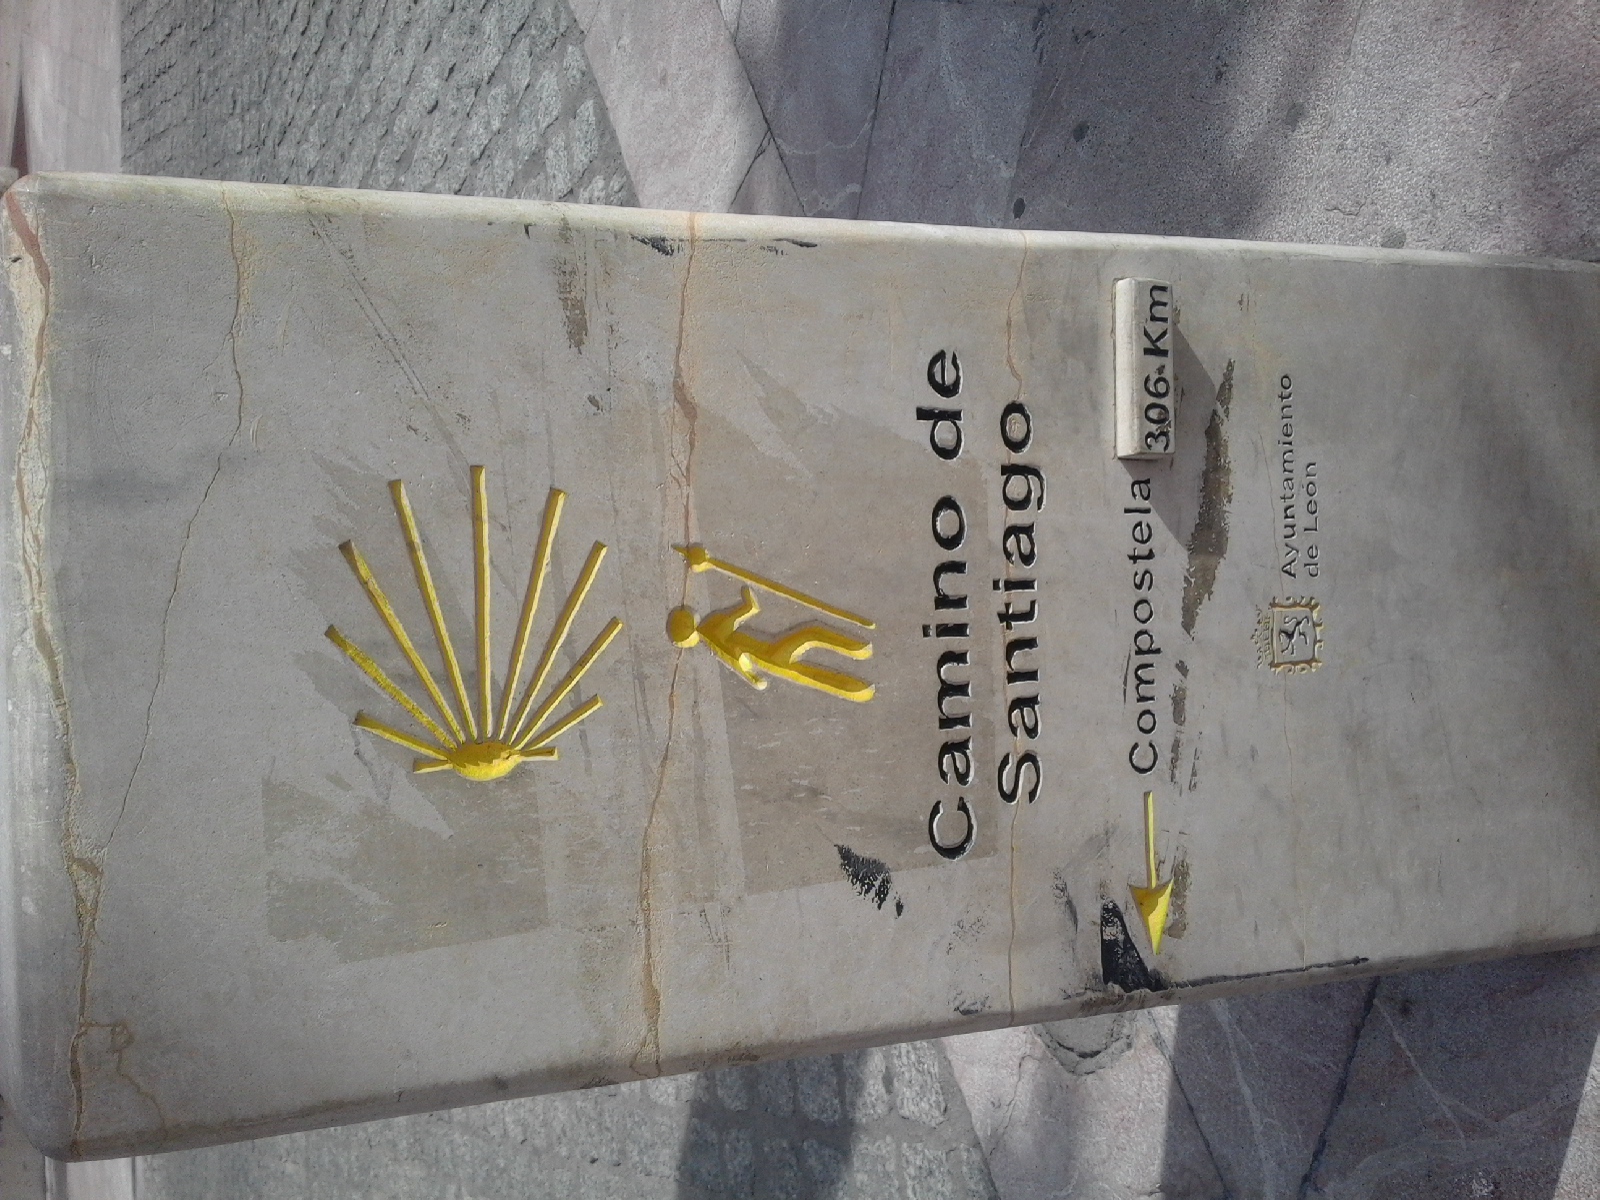 Camino de
Santiago
Compostela 306 Km
Ayuntamiento
de León